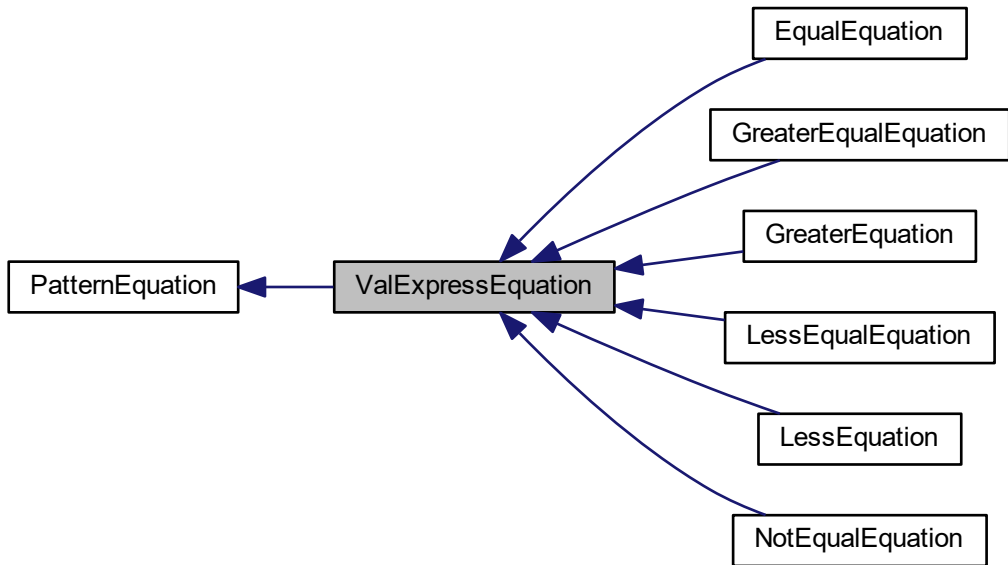 EqualEquation
GreaterEqualEquation
GreaterEquation
PatternEquation
ValExpressEquation
LessEqualEquation
LessEquation
NotEqualEquation